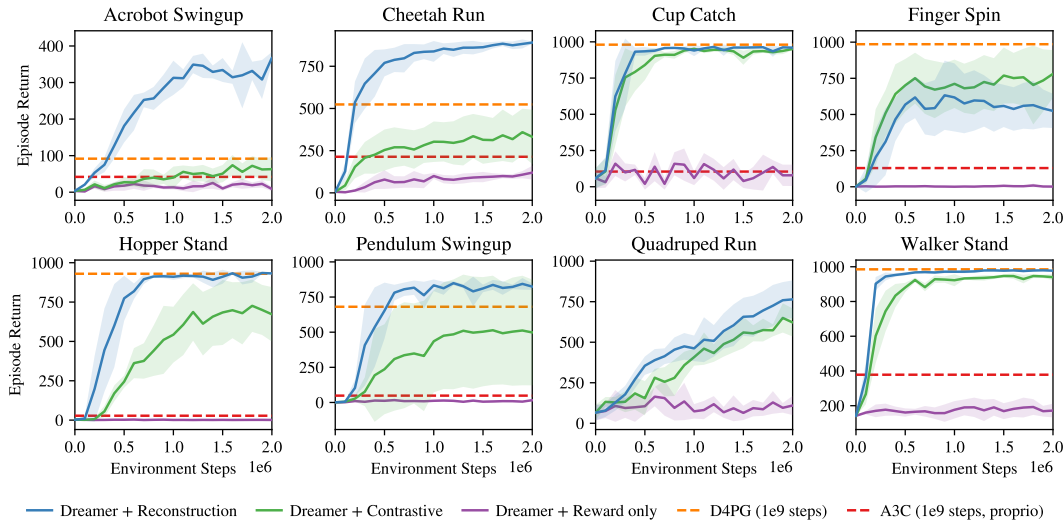 Acrobot Swingup
Cheetah Run
Cup Catch
Finger Spin
Episode Return
400
300
200
100
0
0.0 0.5 1.0 1.5 2.0
750
500
250
0
0.0 0.5 1.0 1.5 2.0
1000
750
500
250
0
0.0 0.5 1.0 1.5 2.0
1000
750
500
250
0
0.0 0.5 1.0 1.5 2.0
Hopper Stand
Pendulum Swingup
Quadruped Run
Walker Stand
Episode Return
1000
750
500
250
0
0.0 0.5 1.0 1.5 2.0
Environment Steps 1e6
1000
750
500
250
0
0.0 0.5 1.0 1.5 2.0
Environment Steps 1e6
1000
750
500
250
0
0.0 0.5 1.0 1.5 2.0
Environment Steps 1e6
1000
800
600
400
200
0.0 0.5 1.0 1.5 2.0
Environment Steps 1e6
Dreamer + Reconstruction Dreamer + Contrastive Dreamer + Reward only D4PG (1e9 steps) A3C (1e9 steps, proprio)